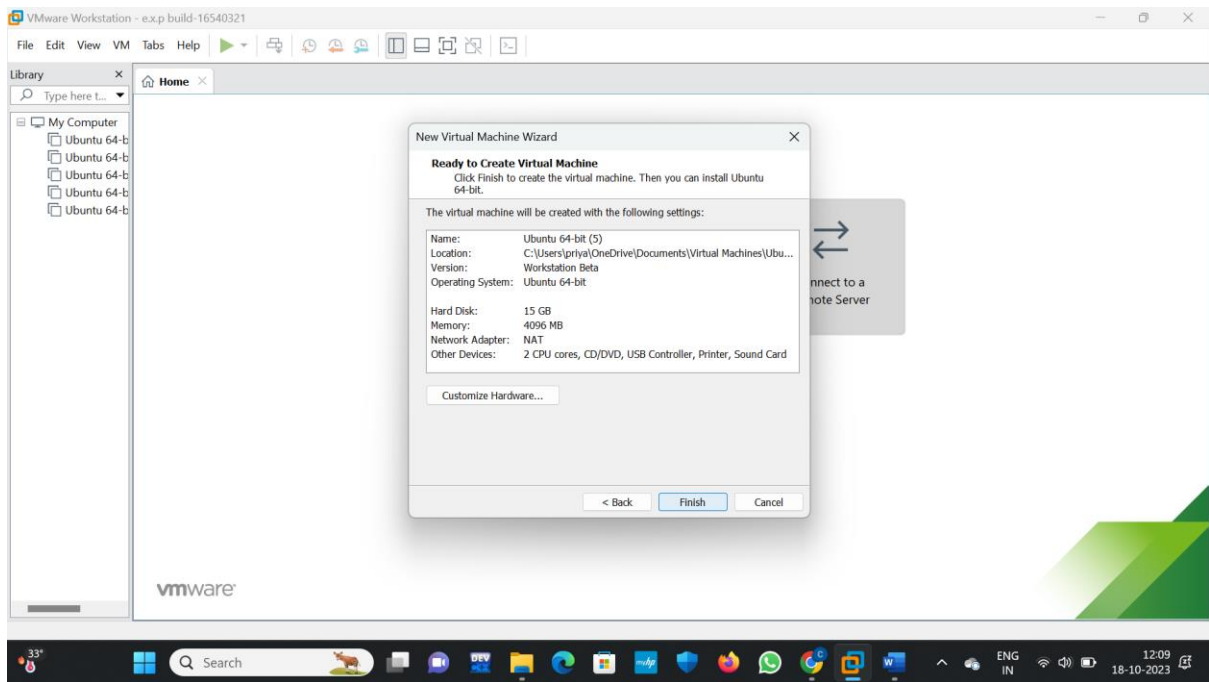 VMware Workstation - e.x.p build-16540321
File Edit View VM Tabs Help
Library
Type here t...
Home
My Computer
Ubuntu 64-b
Ubuntu 64-b
Ubuntu 64-b
Ubuntu 64-b
Ubuntu 64-b
New Virtual Machine Wizard
Ready to Create Virtual Machine
Click Finish to create the virtual machine. Then you can install Ubuntu
64-bit.
The virtual machine will be created with the following settings:
Name: Ubuntu 64-bit (5)
Location: C:\Users\priya\OneDrive\Documents\Virtual Machines\Ubu...
Version: Workstation Beta
Operating System: Ubuntu 64-bit
Hard Disk: 15 GB
Memory: 4096 MB
Network Adapter: NAT
Other Devices: 2 CPU cores, CD/DVD, USB Controller, Printer, Sound Card
Customize Hardware...
< Back Finish Cancel
nnect to a
note Server
vmware
33°
Search
DEV
ENG
IN
12:09
18-10-2023